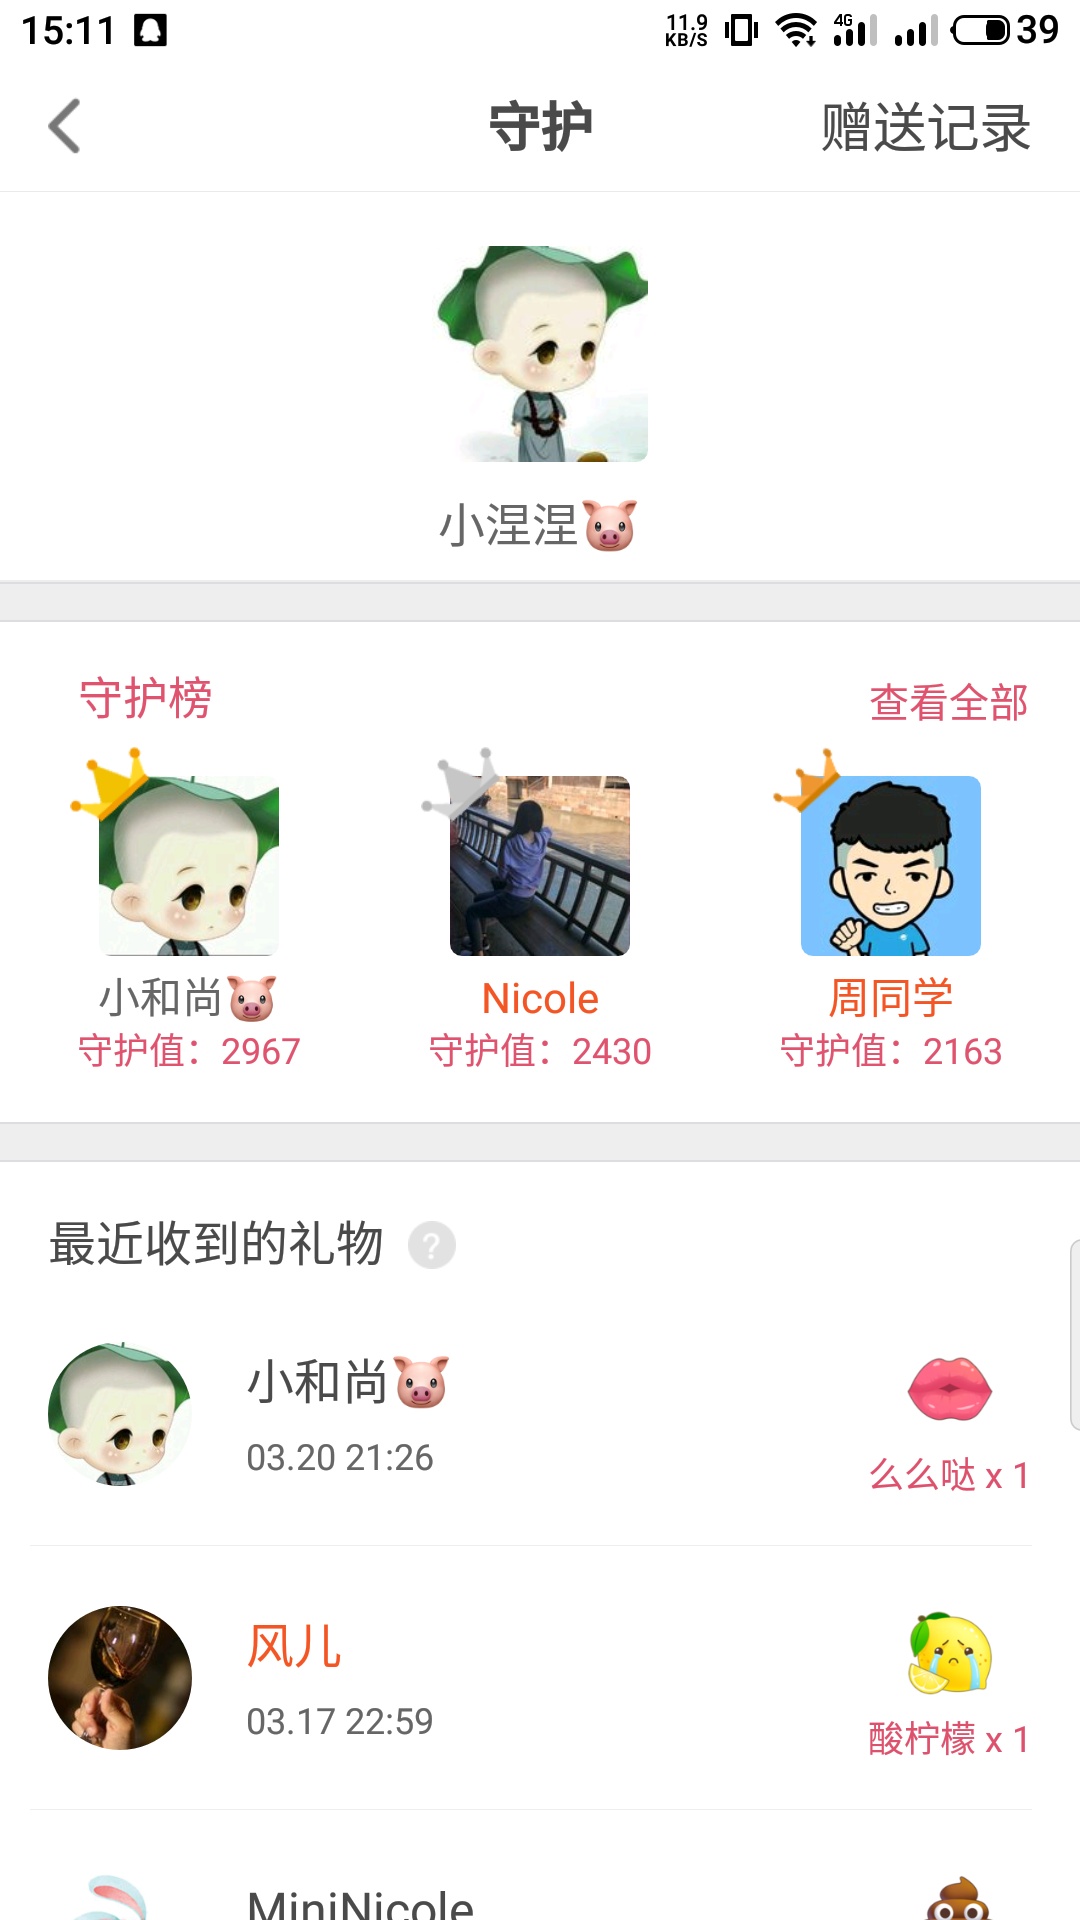 15:11
11.9
KB/S
4G
39
守护
赠送记录
小涅涅🐷
守护榜
查看全部
小和尚🐷
Nicole
周同学
守护值：2967
守护值：2430
守护值：2163
最近收到的礼物
?
小和尚🐷
03.20 21:26
么么哒 x 1
风儿
03.17 22:59
酸柠檬 x 1
MiniNicole